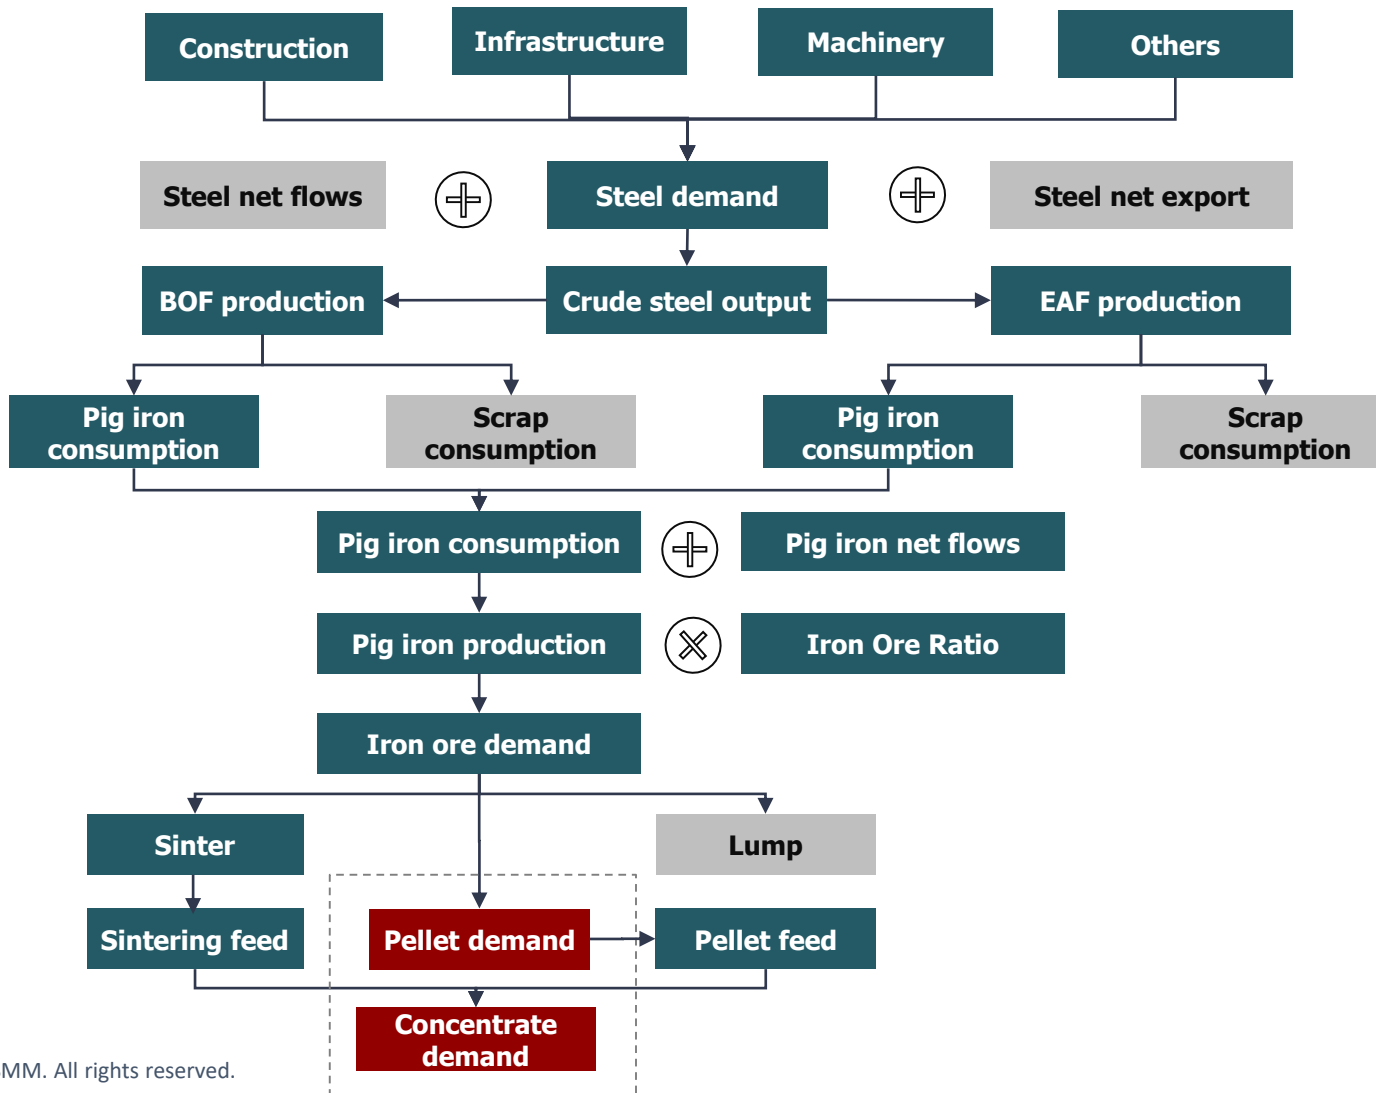 Construction
Infrastructure
Machinery
Others
Steel net flows
Steel demand
Steel net export
BOF production
Crude steel output
EAF production
Pig iron
consumption
Scrap
consumption
Pig iron
consumption
Scrap
consumption
Pig iron consumption
Pig iron net flows
Pig iron production
Iron Ore Ratio
Iron ore demand
Sinter
Lump
Sintering feed
Pellet demand
Pellet feed
Concentrate
demand
MM. All rights reserved.